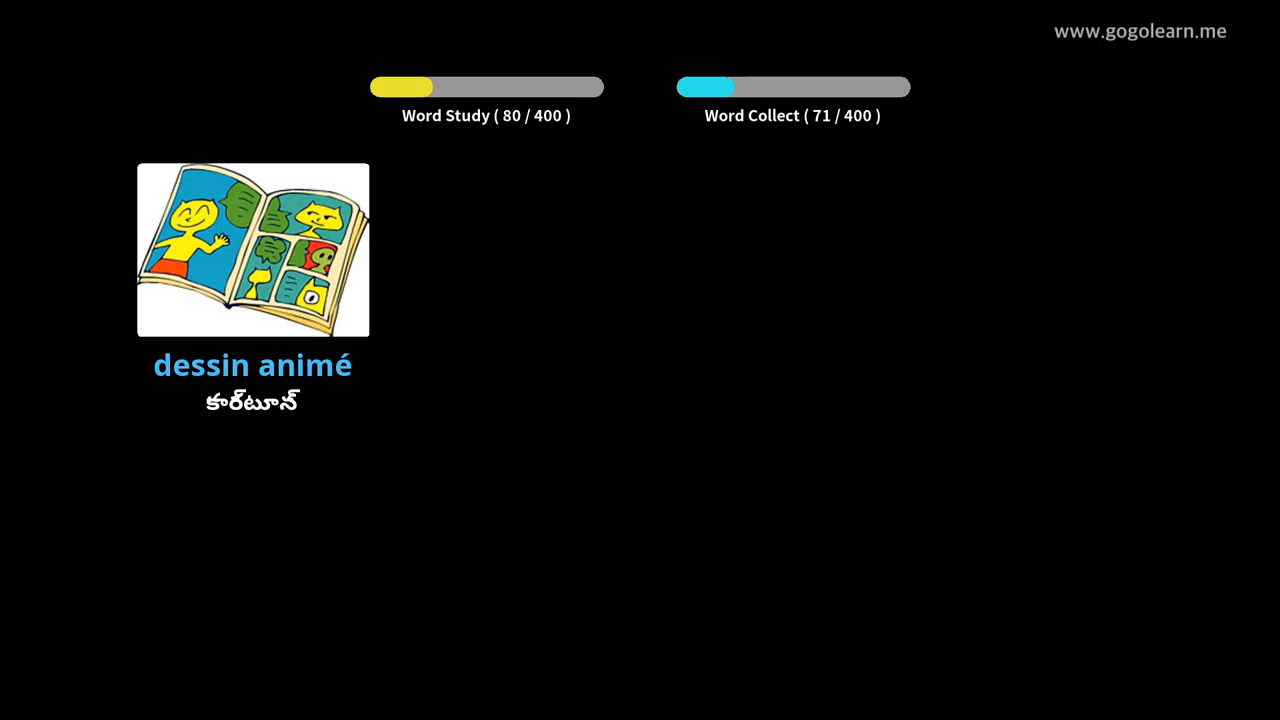 www.gogolearn.me
Word Study ( 80 / 400 )
Word Collect ( 71 / 400 )
dessin animé
കാర్టూన్